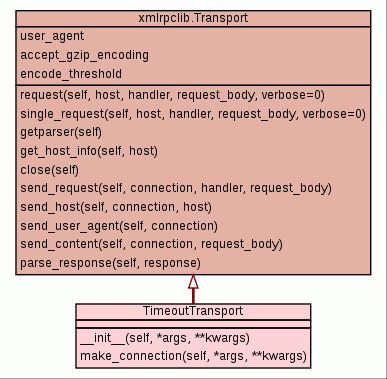 xmlrpclib.Transport
user_agent
accept_gzip_encoding
encode_threshold
request(self, host, handler, request_body, verbose=0)
single_request(self, host, handler, request_body, verbose=0)
getparser(self)
get_host_info(self, host)
close(self)
send_request(self, connection, handler, request_body)
send_host(self, connection, host)
send_user_agent(self, connection)
send_content(self, connection, request_body)
parse_response(self, response)
TimeoutTransport
__init__(self, *args, **kwargs)
make_connection(self, *args, **kwargs)